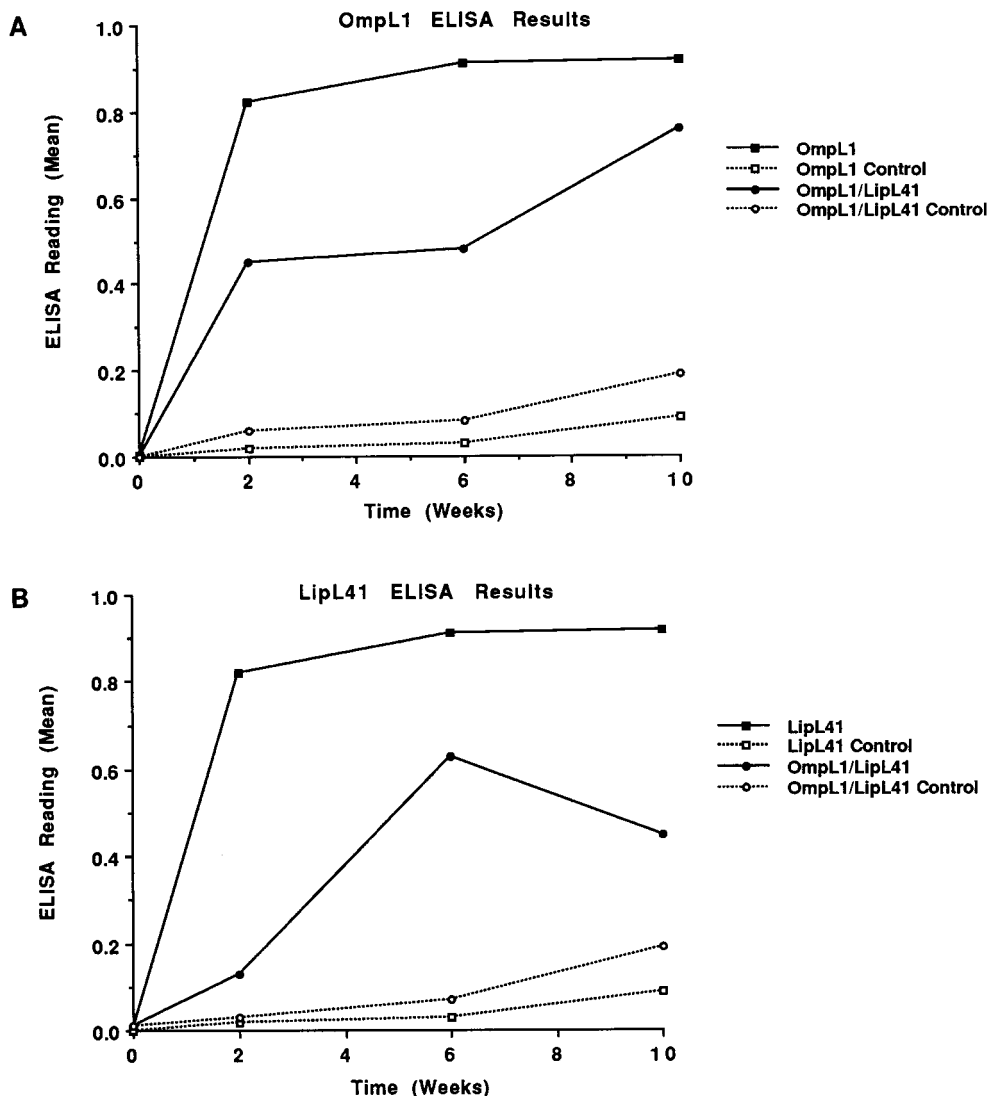 A
OmpL1 ELISA Results
1.0
0.8
0.6
0.4
0.2
0.0
ELISA Reading (Mean)
0 2 4 6 8 10
Time (Weeks)
OmpL1
OmpL1 Control
OmpL1/LipL41
OmpL1/LipL41 Control
B
LipL41 ELISA Results
1.0
0.8
0.6
0.4
0.2
0.0
ELISA Reading (Mean)
0 2 4 6 8 10
Time (Weeks)
LipL41
LipL41 Control
OmpL1/LipL41
OmpL1/LipL41 Control